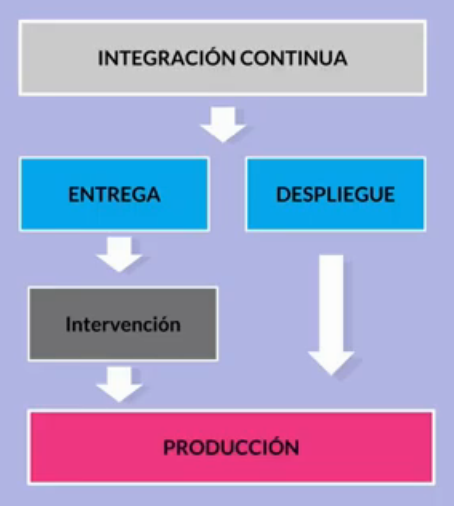 INTEGRACIÓN CONTINUA
ENTREGA
DESPLIEGUE
Intervención
PRODUCCIÓN